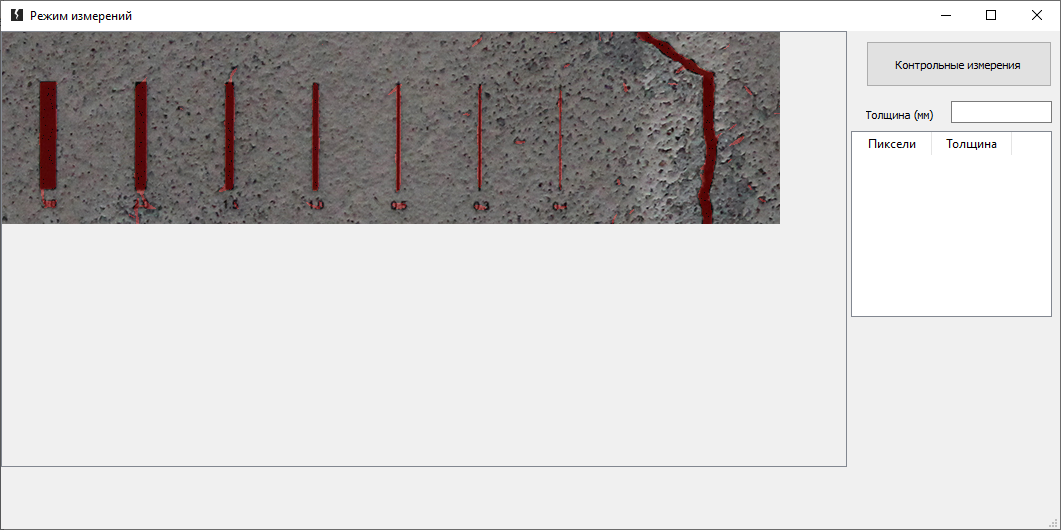 Режим измерений
Контрольные измерения
Толщина (мм)
Пиксели Толщина
3.0 2.0 1.5 1.0 0.5 0.3 0.1